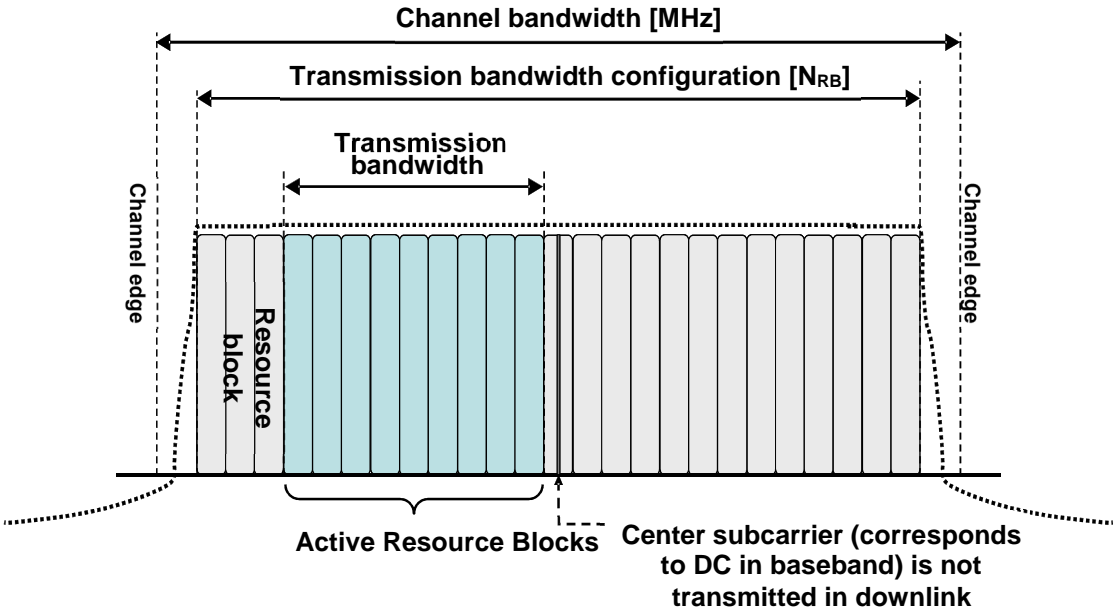 Channel bandwidth [MHz]
Transmission bandwidth configuration [NRB]
Transmission
bandwidth
Channel edge
Channel edge
Resource
block
Active Resource Blocks
Center subcarrier (corresponds
to DC in baseband) is not
transmitted in downlink